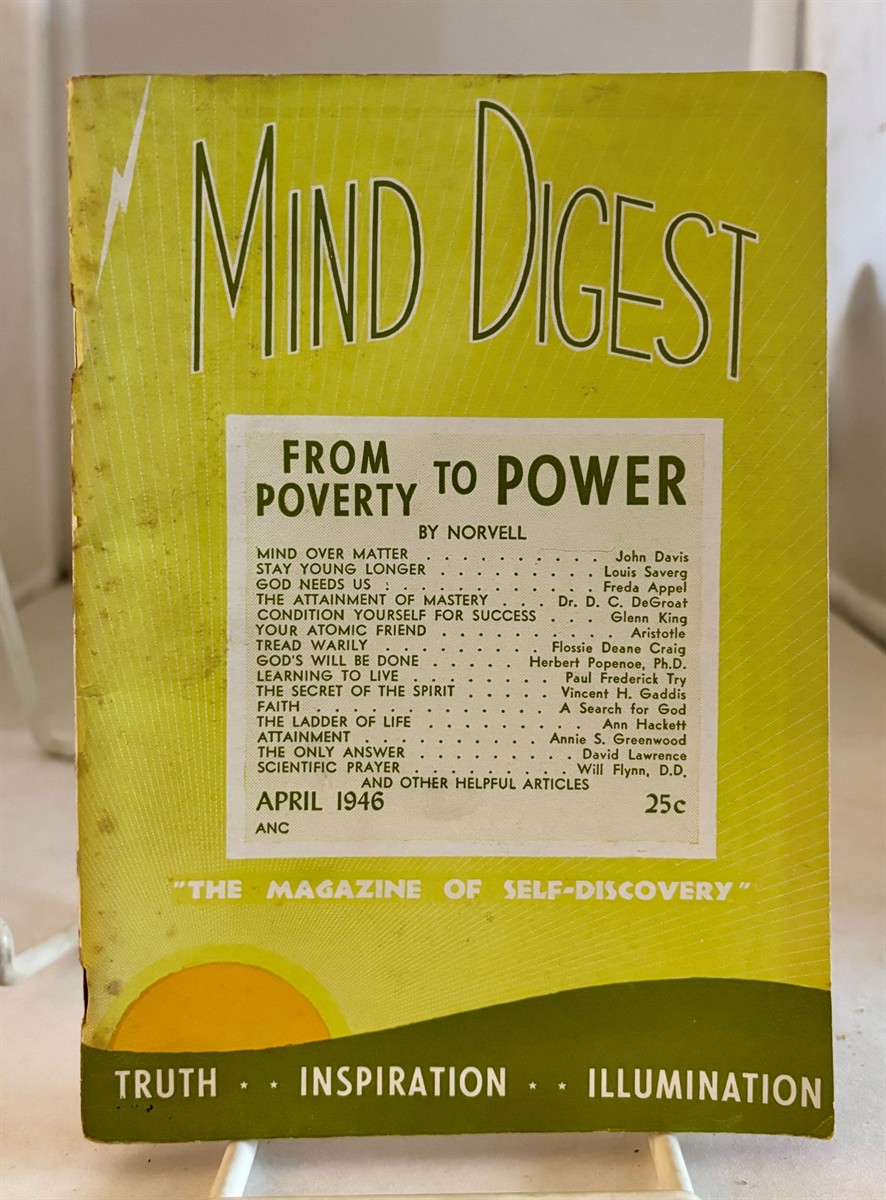 MIND DIGEST
FROM POVERTY TO POWER
BY NORVELL
MIND OVER MATTER . . . . . . . . . . John Davis
STAY YOUNG LONGER . . . . . . . . . Louis Saverg
GOD NEEDS US : . . . . . . . . . . . Freda Appel
THE ATTAINMENT OF MASTERY . . . Dr. D. C. DeGroat
CONDITION YOURSELF FOR SUCCESS . . . Glenn King
YOUR ATOMIC FRIEND . . . . . . . . . . Aristotle
TREAD WARILY . . . . . . . . Flossie Deane Craig
GOD'S WILL BE DONE . . . . . Herbert Popenoe, Ph.D.
LEARNING TO LIVE . . . . . . . Paul Frederick Try
THE SECRET OF THE SPIRIT . . . . . Vincent H. Gaddis
FAITH . . . . . . . . . . . . . A Search for God
THE LADDER OF LIFE . . . . . . . . Ann Hackett
ATTAINMENT . . . . . . . . . . Annie S. Greenwood
THE ONLY ANSWER . . . . . . . . . David Lawrence
SCIENTIFIC PRAYER . . . . . . . . . Will Flynn, D.D.
AND OTHER HELPFUL ARTICLES
APRIL 1946 25c
ANC
"THE MAGAZINE OF SELF-DISCOVERY"
TRUTH * * INSPIRATION * * ILLUMINATION